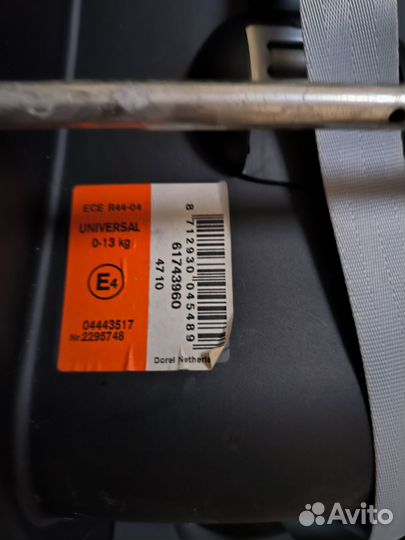 ECE R44-04
UNIVERSAL
0-13 kg
E4
04443517
Nr.2295748
8 712930 045489
61743960
4710
Dorel Netherla
Avito